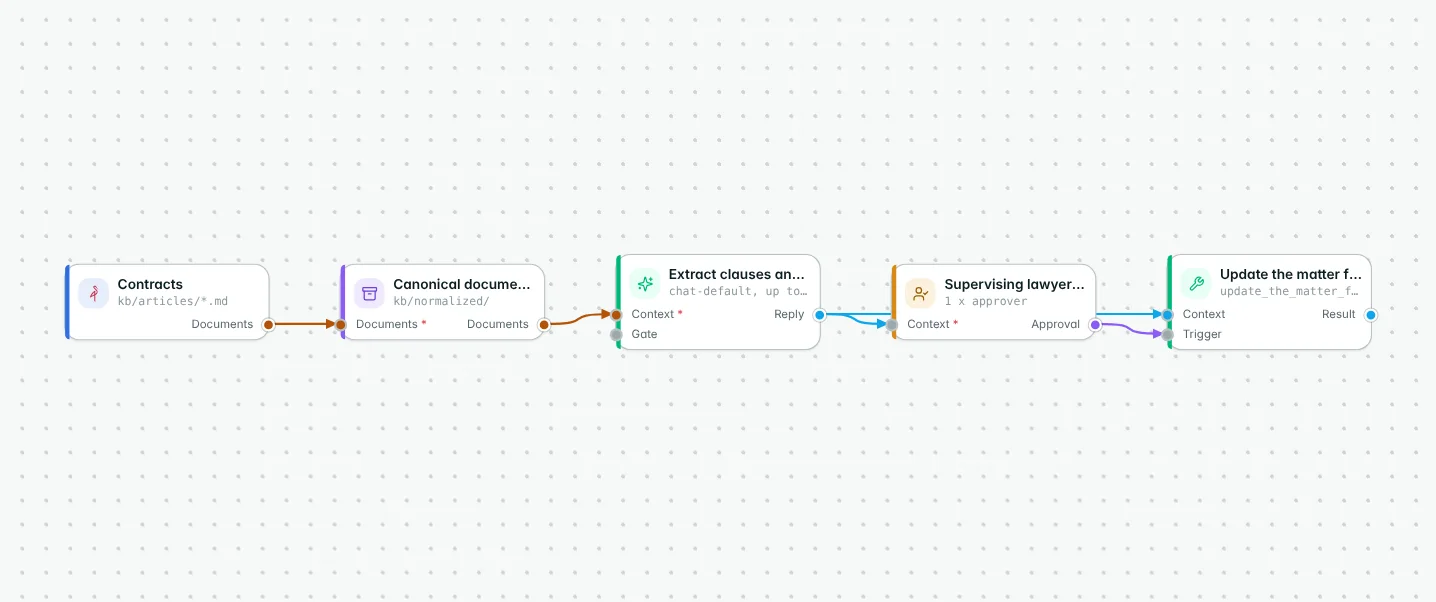 Contracts
kb/articles/*.md
Documents
Canonical docume...
kb/normalized/
Documents *
Documents
Extract clauses an...
chat-default, up to…
Context *
Reply
Gate
Supervising lawyer...
1 x approver
Context *
Approval
Update the matter f...
update_the_matter_f…
Context
Result
Trigger